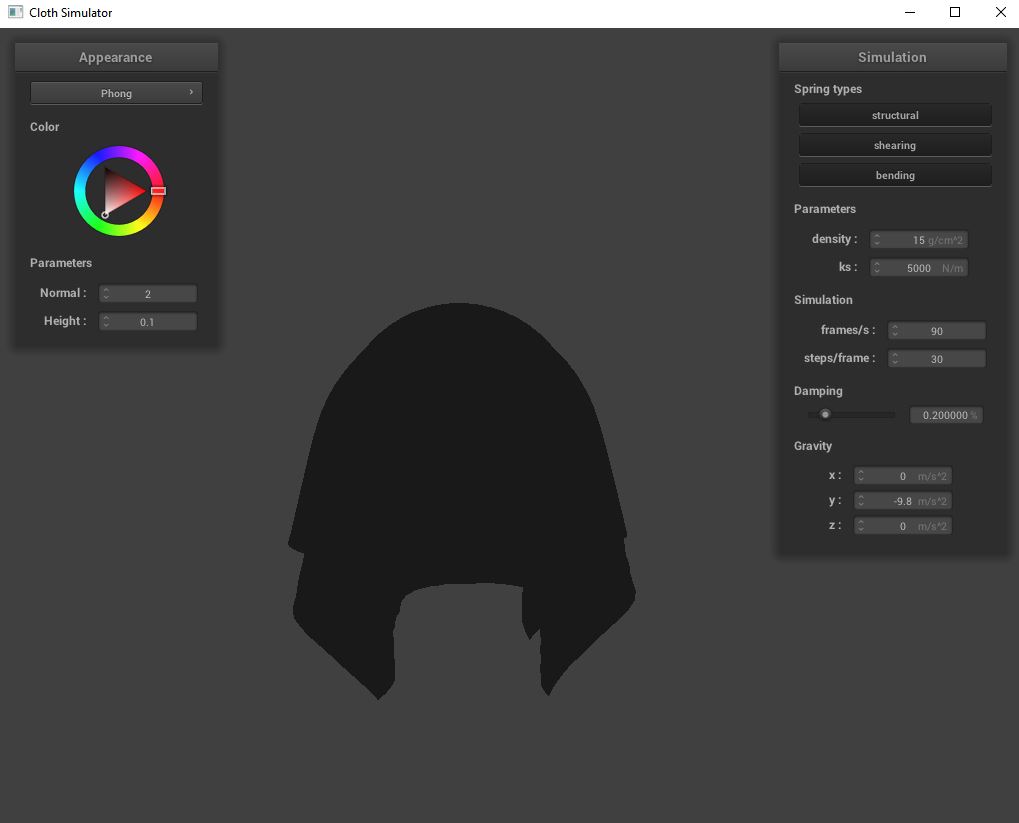 Cloth Simulator
Appearance
Phong
Color
Parameters
Normal : 2
Height : 0.1
Simulation
Spring types
structural
shearing
bending
Parameters
density : 15 g/cm^2
ks : 5000 N/m
Simulation
frames/s : 90
steps/frame : 30
Damping
0.200000 %
Gravity
x : 0 m/s^2
y : -9.8 m/s^2
z : 0 m/s^2